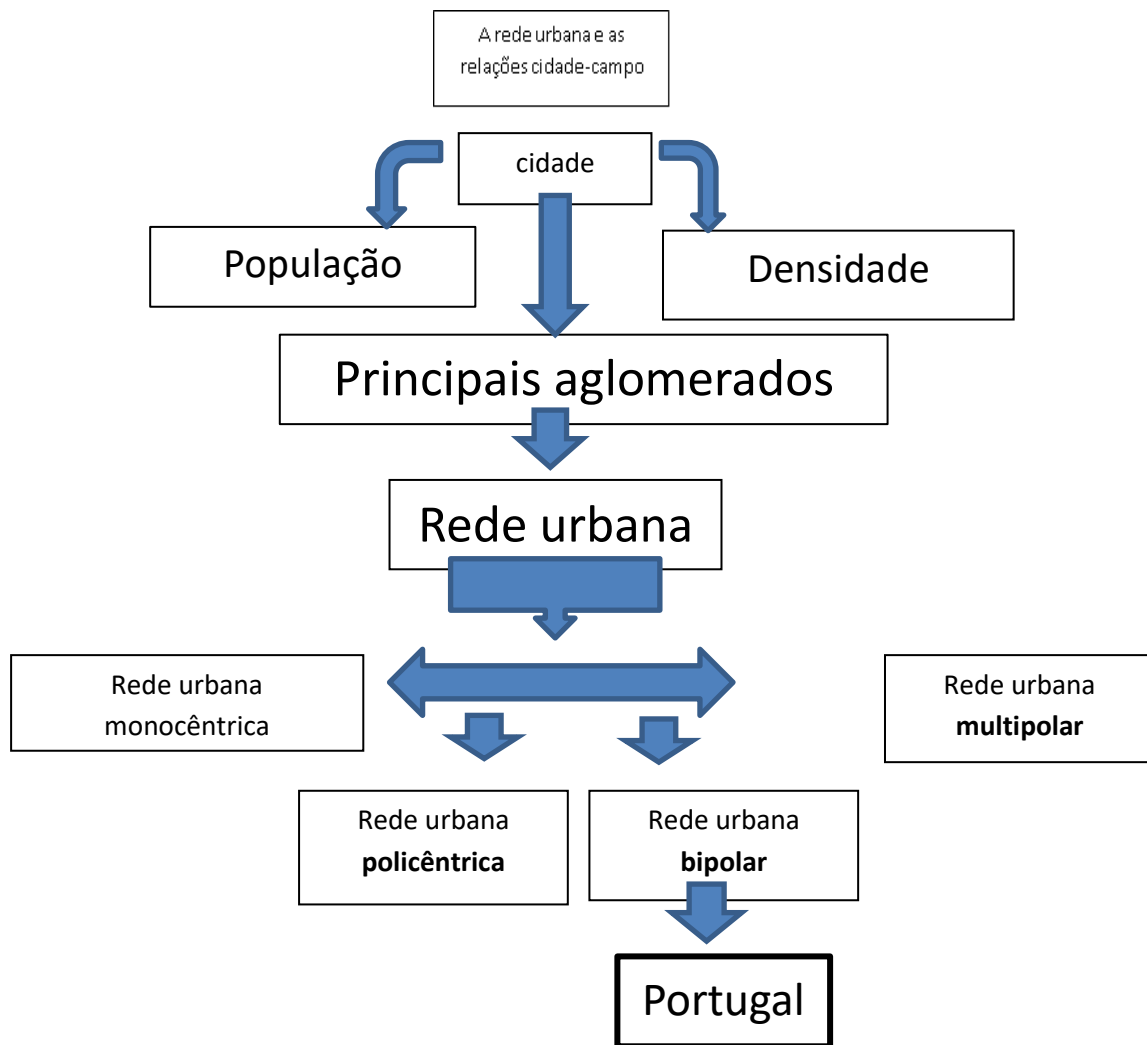 A rede urbana e as
relações cidade-campo
cidade
População
Densidade
Principais aglomerados
Rede urbana
Rede urbana
monocêntrica
Rede urbana
multipolar
Rede urbana
policêntrica
Rede urbana
bipolar
Portugal